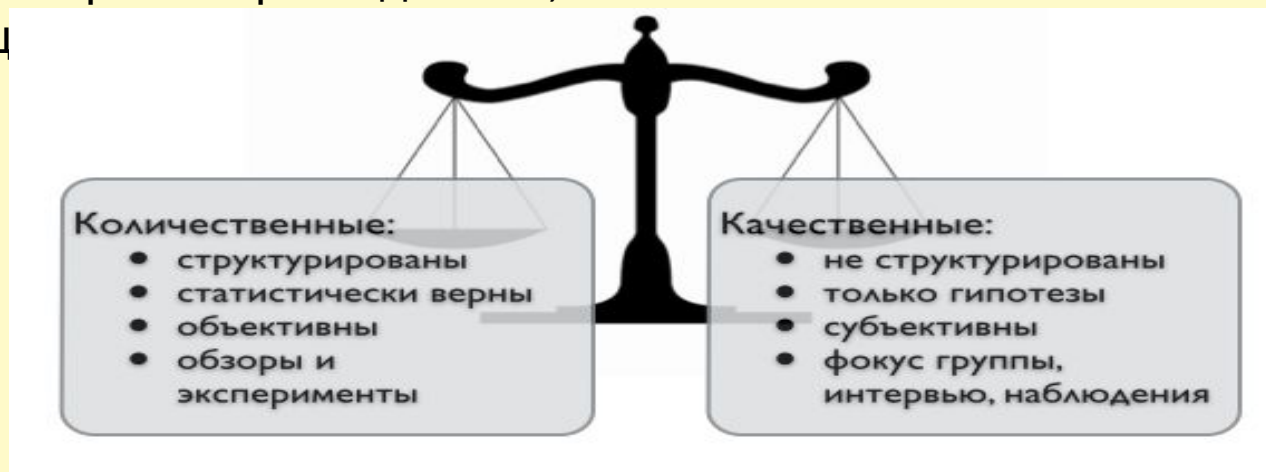 Количественные:
• структурированы
• статистически верны
• объективны
• обзоры и
эксперименты
Качественные:
• не структурированы
• только гипотезы
• субъективны
• фокус группы,
интервью, наблюдения